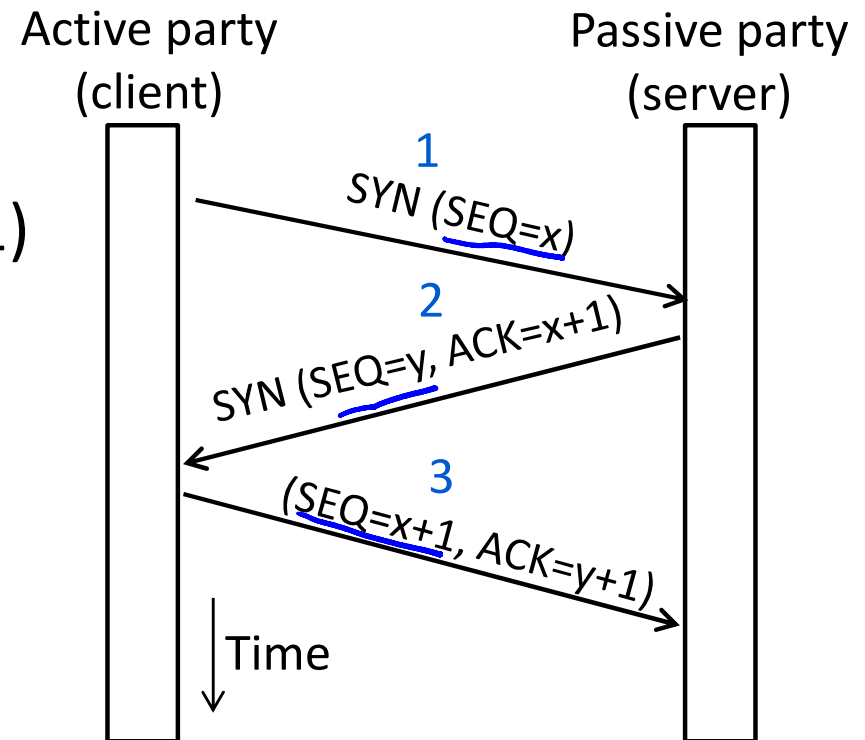 Active party
(client)
Passive party
(server)
1
SYN (SEQ=x)
2
SYN (SEQ=y, ACK=x+1)
3
(SEQ=x+1, ACK=y+1)
Time